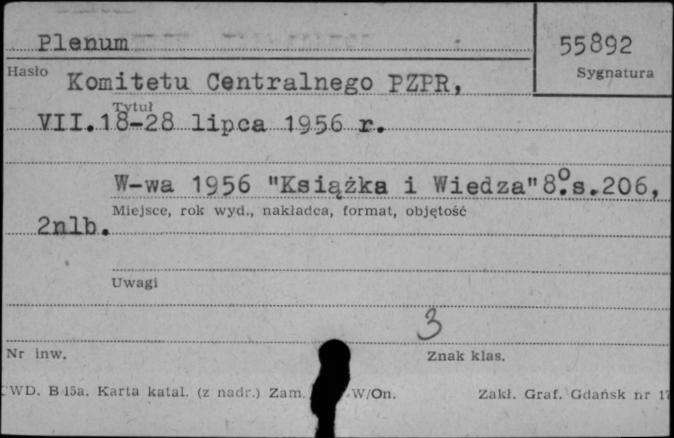 Plenum
55892
Hasło
Sygnatura
Komitetu Centralnego PZPR,
Tytuł
VII.18-28 lipca 1956 r.
W-wa 1956 "Książka i Wiedza"8°.s.206,
Miejsce, rok wyd., nakładca, format, objętość
2nlb.
Uwagi
3
Nr inw.
Znak klas.
CWD. B 15a. Karta katal. (z nadr.) Zam. W/On. Zakł. Graf. Gdańsk nr